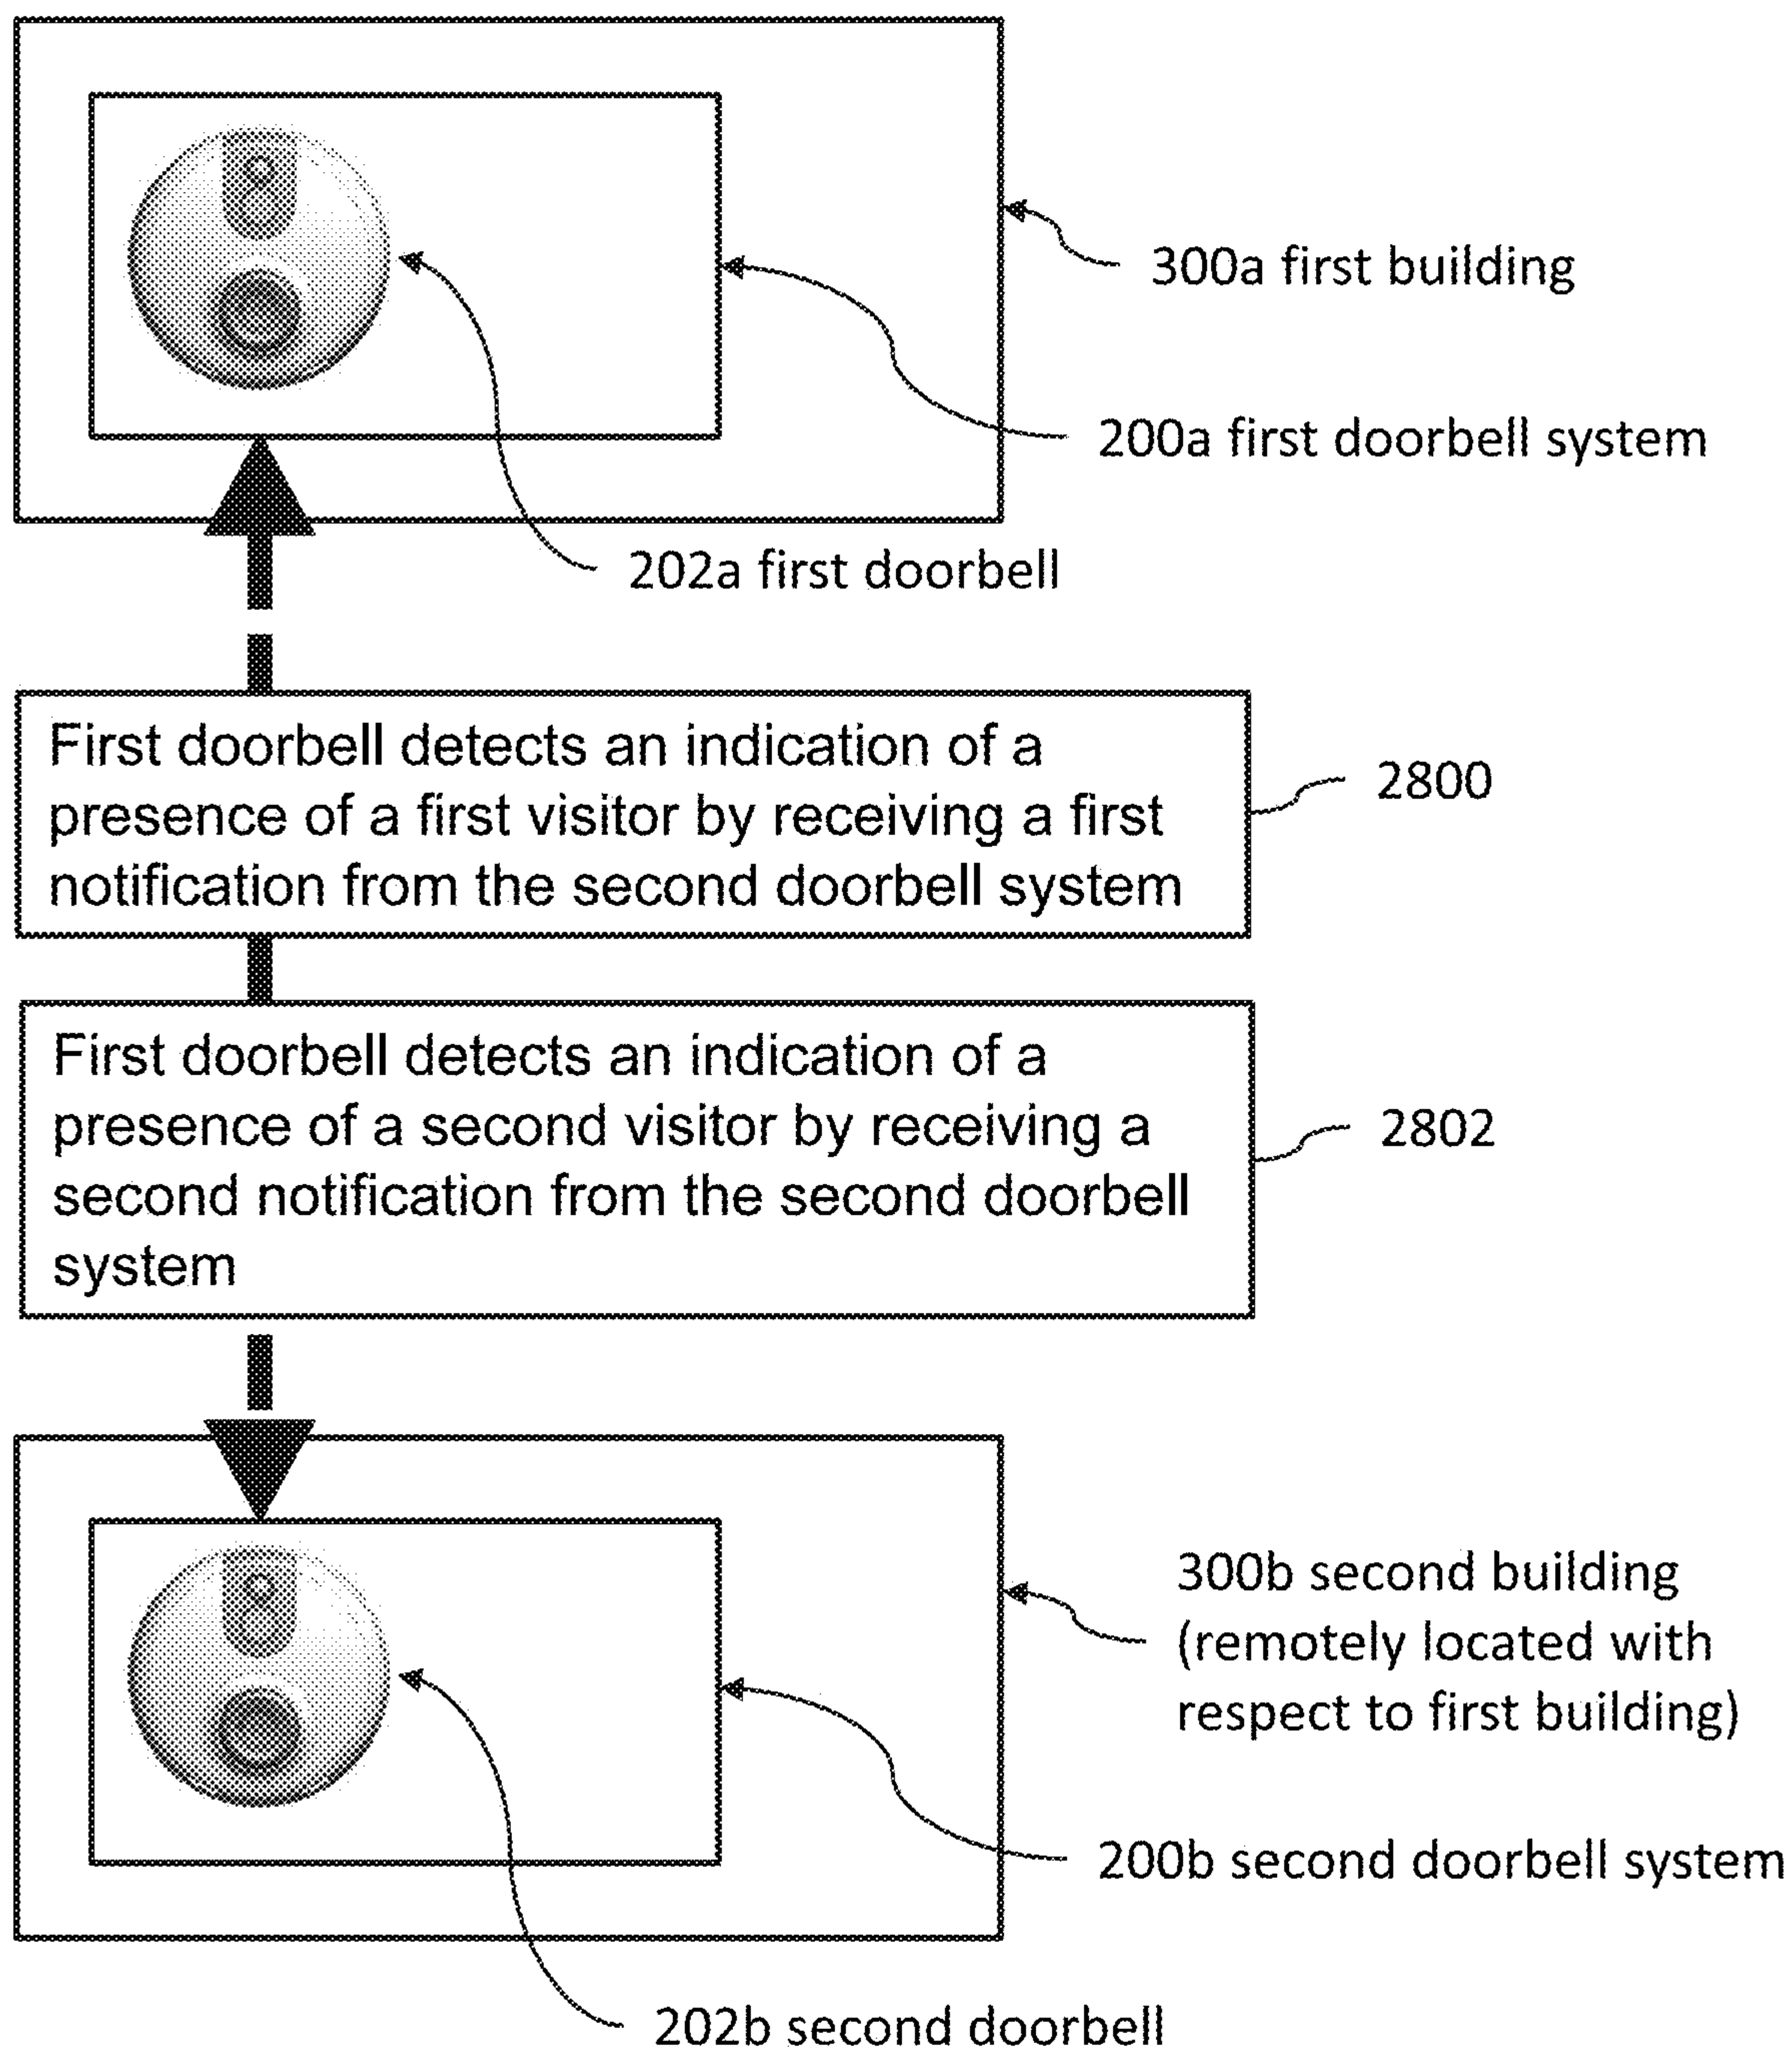 300a first building
200a first doorbell system
202a first doorbell
First doorbell detects an indication of a
presence of a first visitor by receiving a first
notification from the second doorbell system
2800
First doorbell detects an indication of a
presence of a second visitor by receiving a
second notification from the second doorbell
system
2802
300b second building
(remotely located with
respect to first building)
200b second doorbell system
202b second doorbell